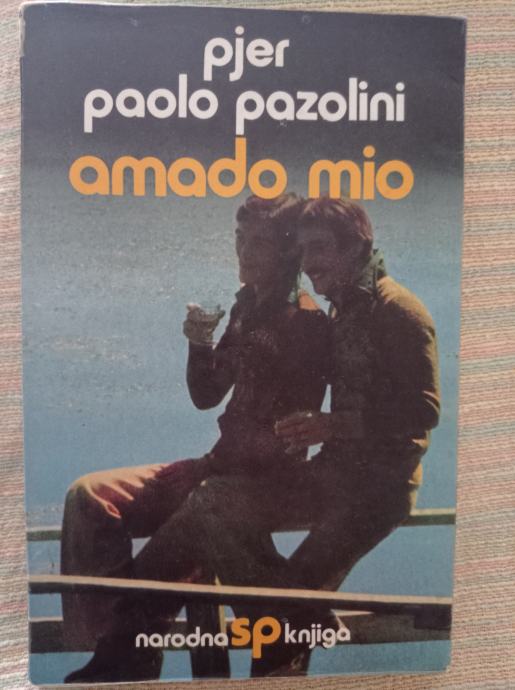 pjer
paolo pazolini
amado mio
narodna sp knjiga